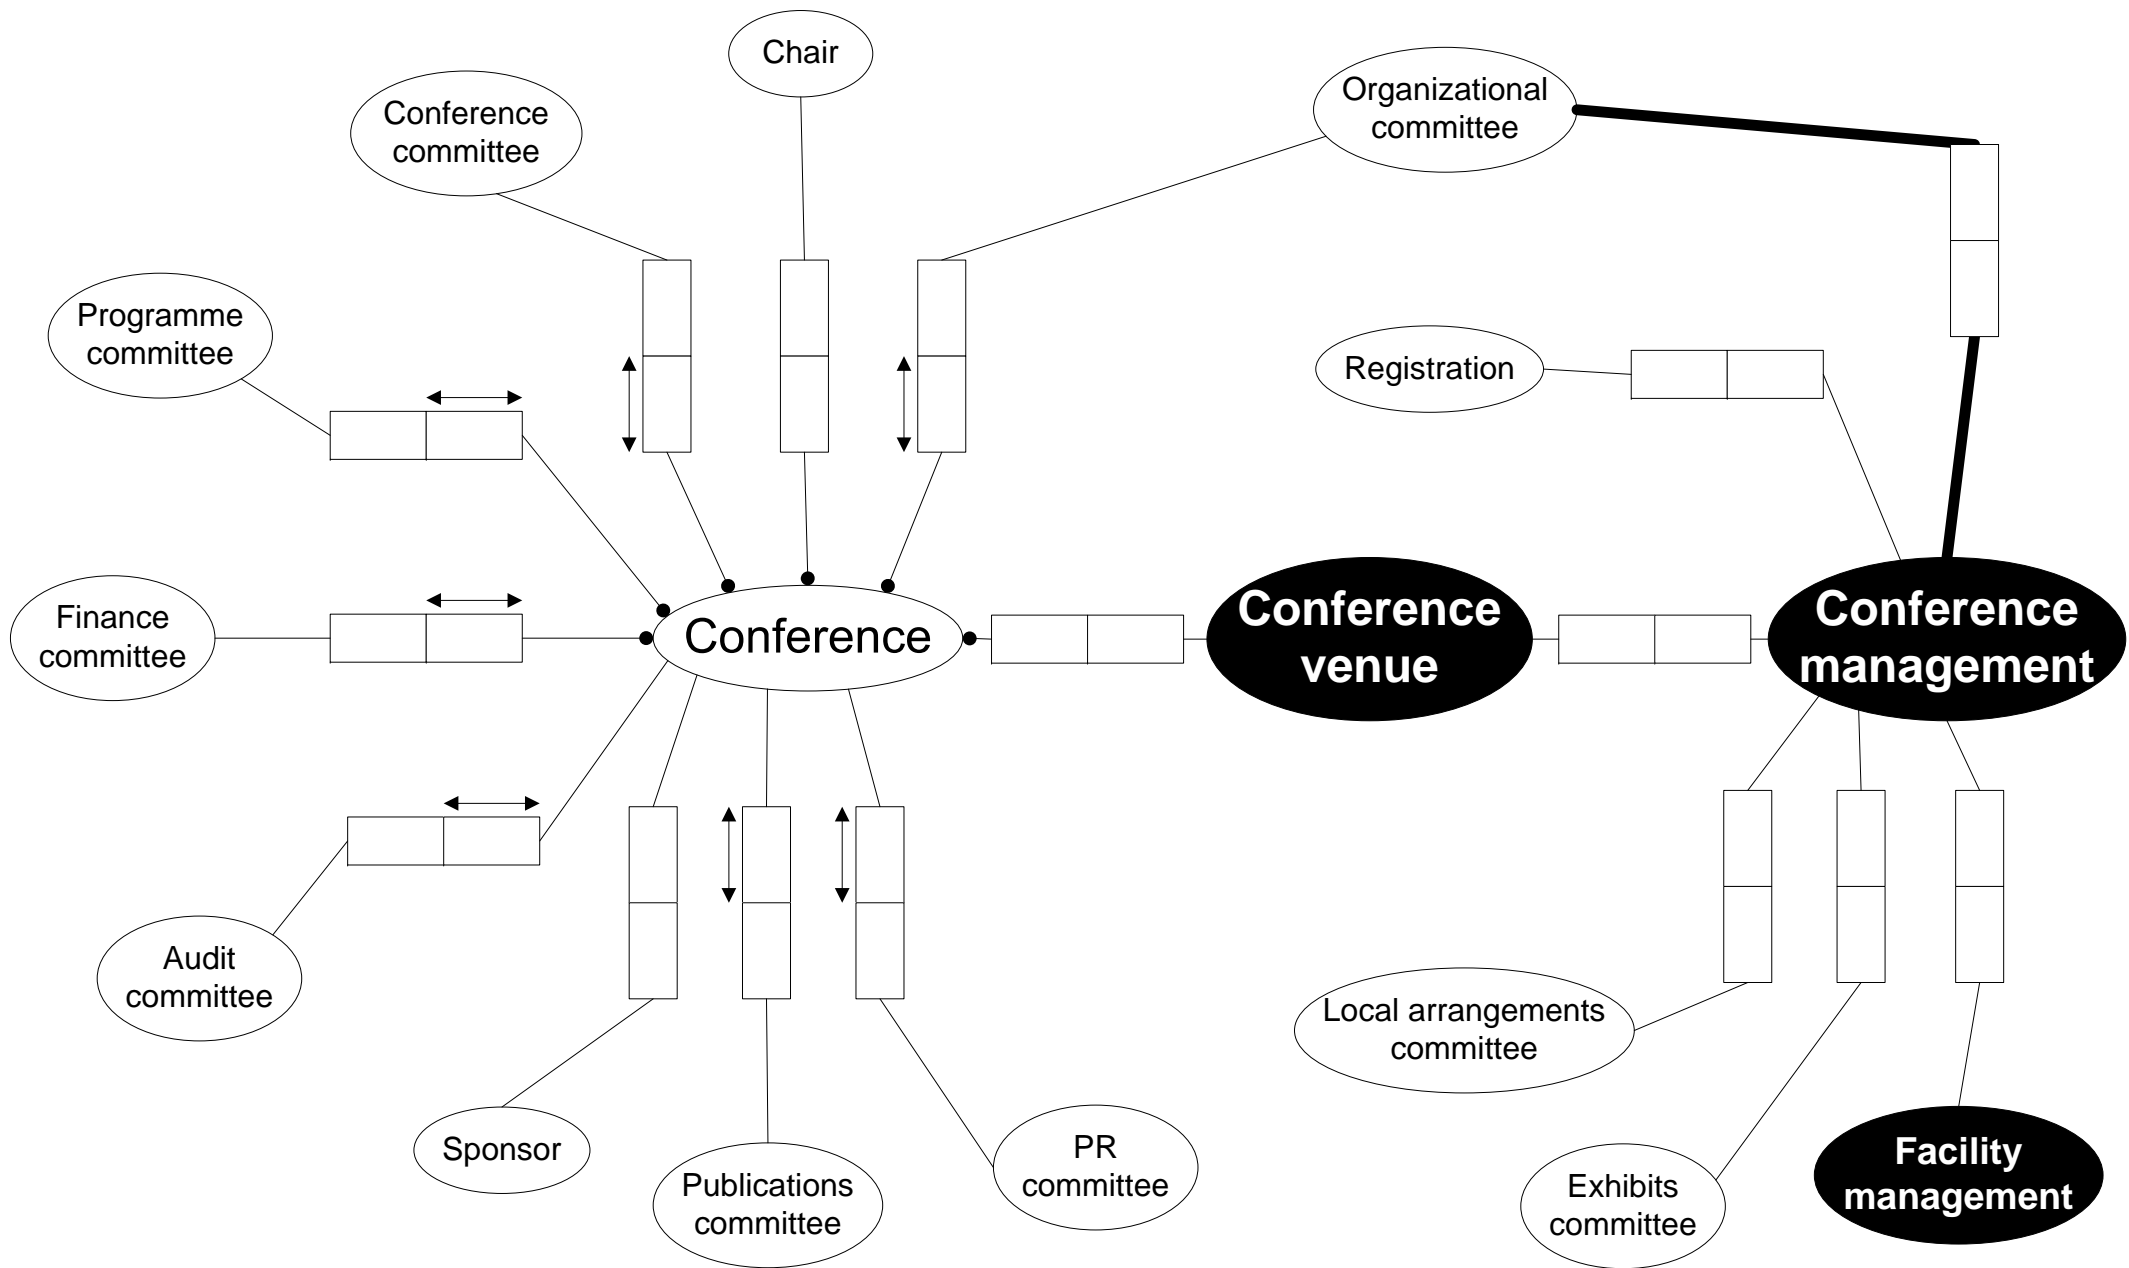 Chair
Organizational
committee
Conference
committee
Programme
committee
Registration
Finance
committee
Conference
Conference
venue
Conference
management
Audit
committee
Local arrangements
committee
Sponsor
Publications
committee
PR
committee
Exhibits
committee
Facility
management